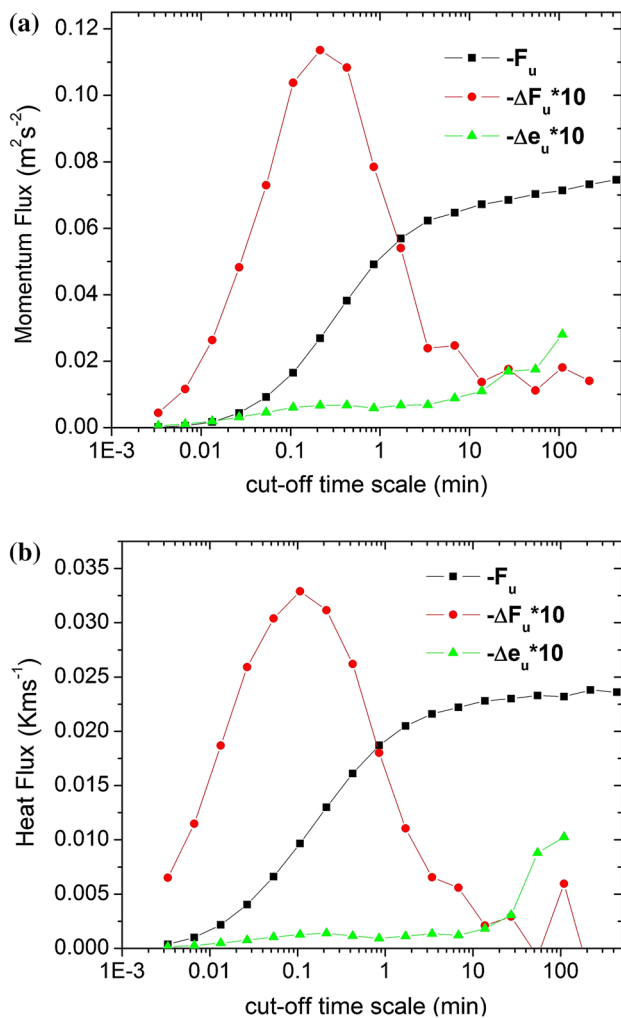 (a)
0.12
0.10
0.08
0.06
0.04
0.02
0.00
Momentum Flux (m²s⁻²)
-Fᵤ
-ΔFᵤ*10
-Δeᵤ*10
1E-3 0.01 0.1 1 10 100
cut-off time scale (min)
(b)
0.035
0.030
0.025
0.020
0.015
0.010
0.005
0.000
Heat Flux (Kms⁻¹)
-Fᵤ
-ΔFᵤ*10
-Δeᵤ*10
1E-3 0.01 0.1 1 10 100
cut-off time scale (min)